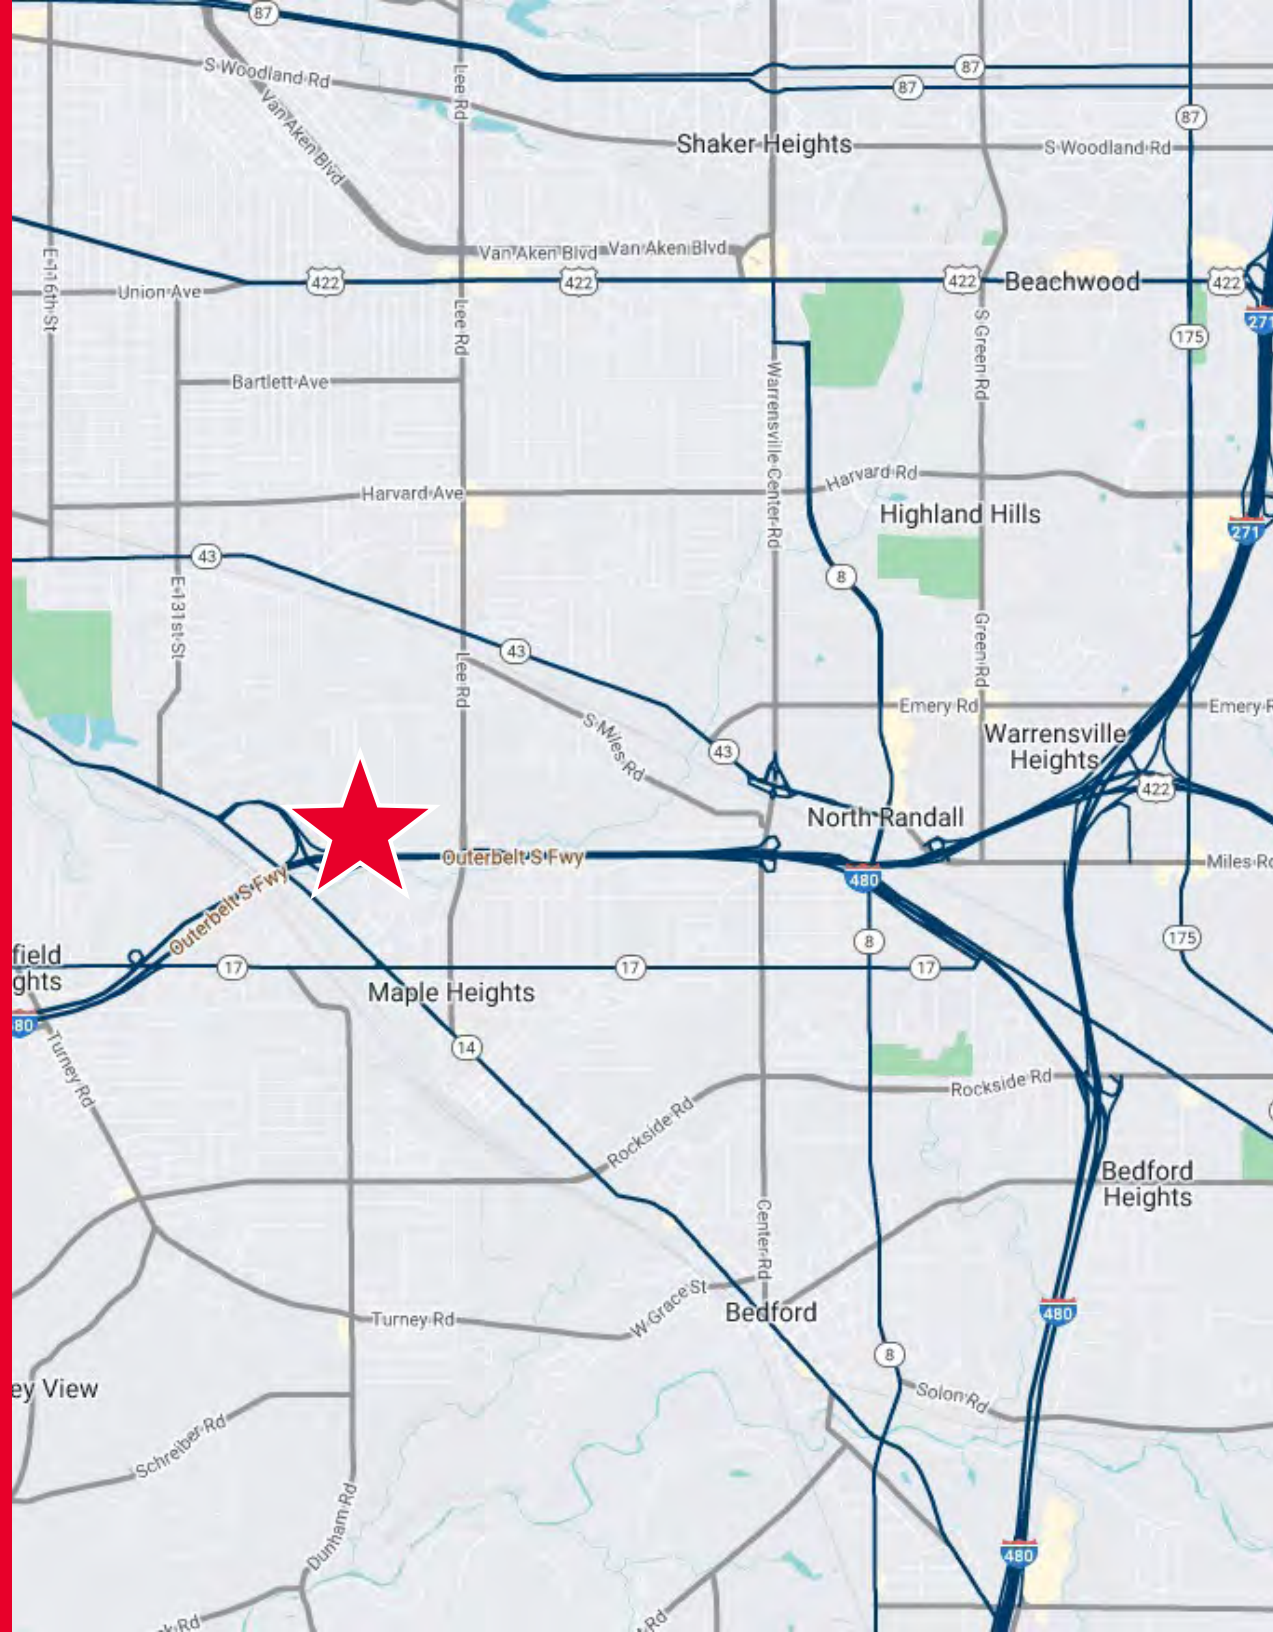 87
S Woodland Rd
Lee Rd
87
87
Van Aken Blvd
87
Shaker Heights
S Woodland Rd
Van Aken Blvd
Van Aken Blvd
E 116th St
422
422
422
Beachwood
422
Union Ave
Lee Rd
271
175
S Green Rd
Bartlett Ave
Warrensville Center Rd
Harvard Ave
Harvard Rd
Highland Hills
271
43
8
E 131st St
43
Lee Rd
Green Rd
Emery Rd
Emery R
S Miles Rd
43
Warrensville
Heights
422
North Randall
Outerbelt S Fwy
Miles Rd
480
Outerbelt S Fwy
field
ghts
17
17
8
17
175
Maple Heights
80
14
Turney Rd
Rockside Rd
Rockside Rd
Bedford
Heights
Center Rd
W Grace St
Bedford
480
Turney Rd
8
ey View
Solon Rd
Schreiber Rd
Dunham Rd
480
k Rd
Rd